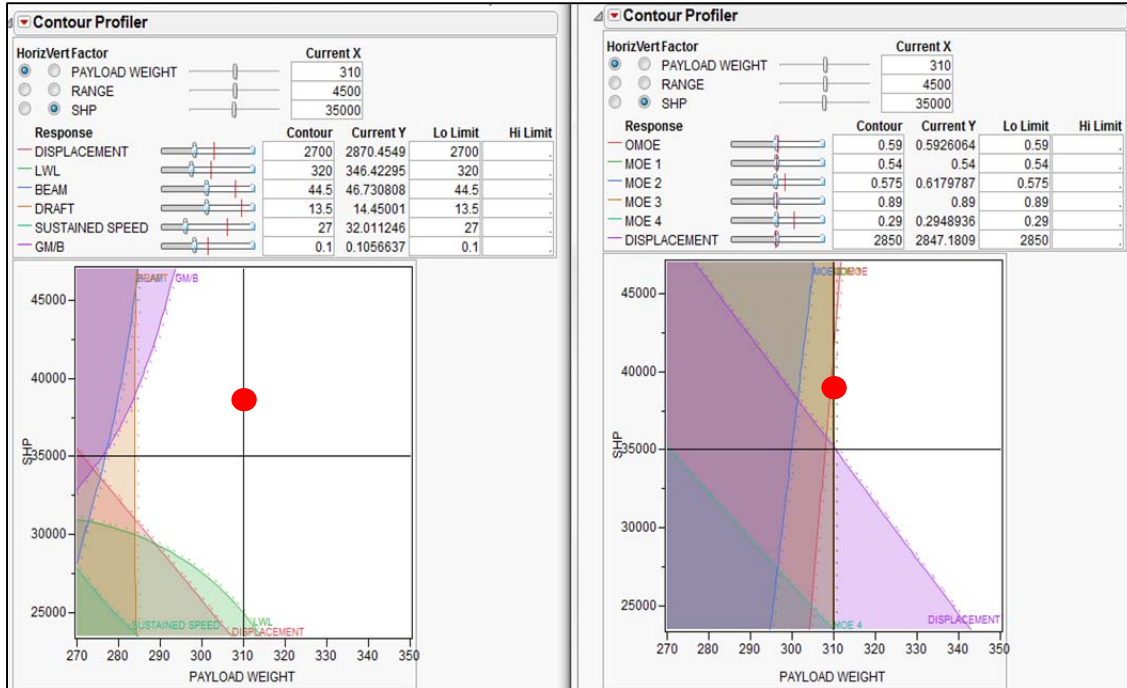 Contour Profiler
Horiz Vert Factor Current X
PAYLOAD WEIGHT 310
RANGE 4500
SHP 35000
Response Contour Current Y Lo Limit Hi Limit
DISPLACEMENT 2700 2870.4549 2700 .
LWL 320 346.42295 320 .
BEAM 44.5 46.730808 44.5 .
DRAFT 13.5 14.45001 13.5 .
SUSTAINED SPEED 27 32.011246 27 .
GM/B 0.1 0.1056637 0.1 .
GM/B
45000
40000
35000
30000
25000
SHP
SUSTAINED SPEED
LWL
DISPLACEMENT
270 280 290 300 310 320 330 340 350
PAYLOAD WEIGHT
Contour Profiler
Horiz Vert Factor Current X
PAYLOAD WEIGHT 310
RANGE 4500
SHP 35000
Response Contour Current Y Lo Limit Hi Limit
OMOE 0.59 0.5926064 0.59 .
MOE 1 0.54 0.54 0.54 .
MOE 2 0.575 0.6179787 0.575 .
MOE 3 0.89 0.89 0.89 .
MOE 4 0.29 0.2948936 0.29 .
DISPLACEMENT 2850 2847.1809 2850 .
45000
40000
35000
30000
25000
SHP
DISPLACEMENT
MOE 4
270 280 290 300 310 320 330 340 350
PAYLOAD WEIGHT